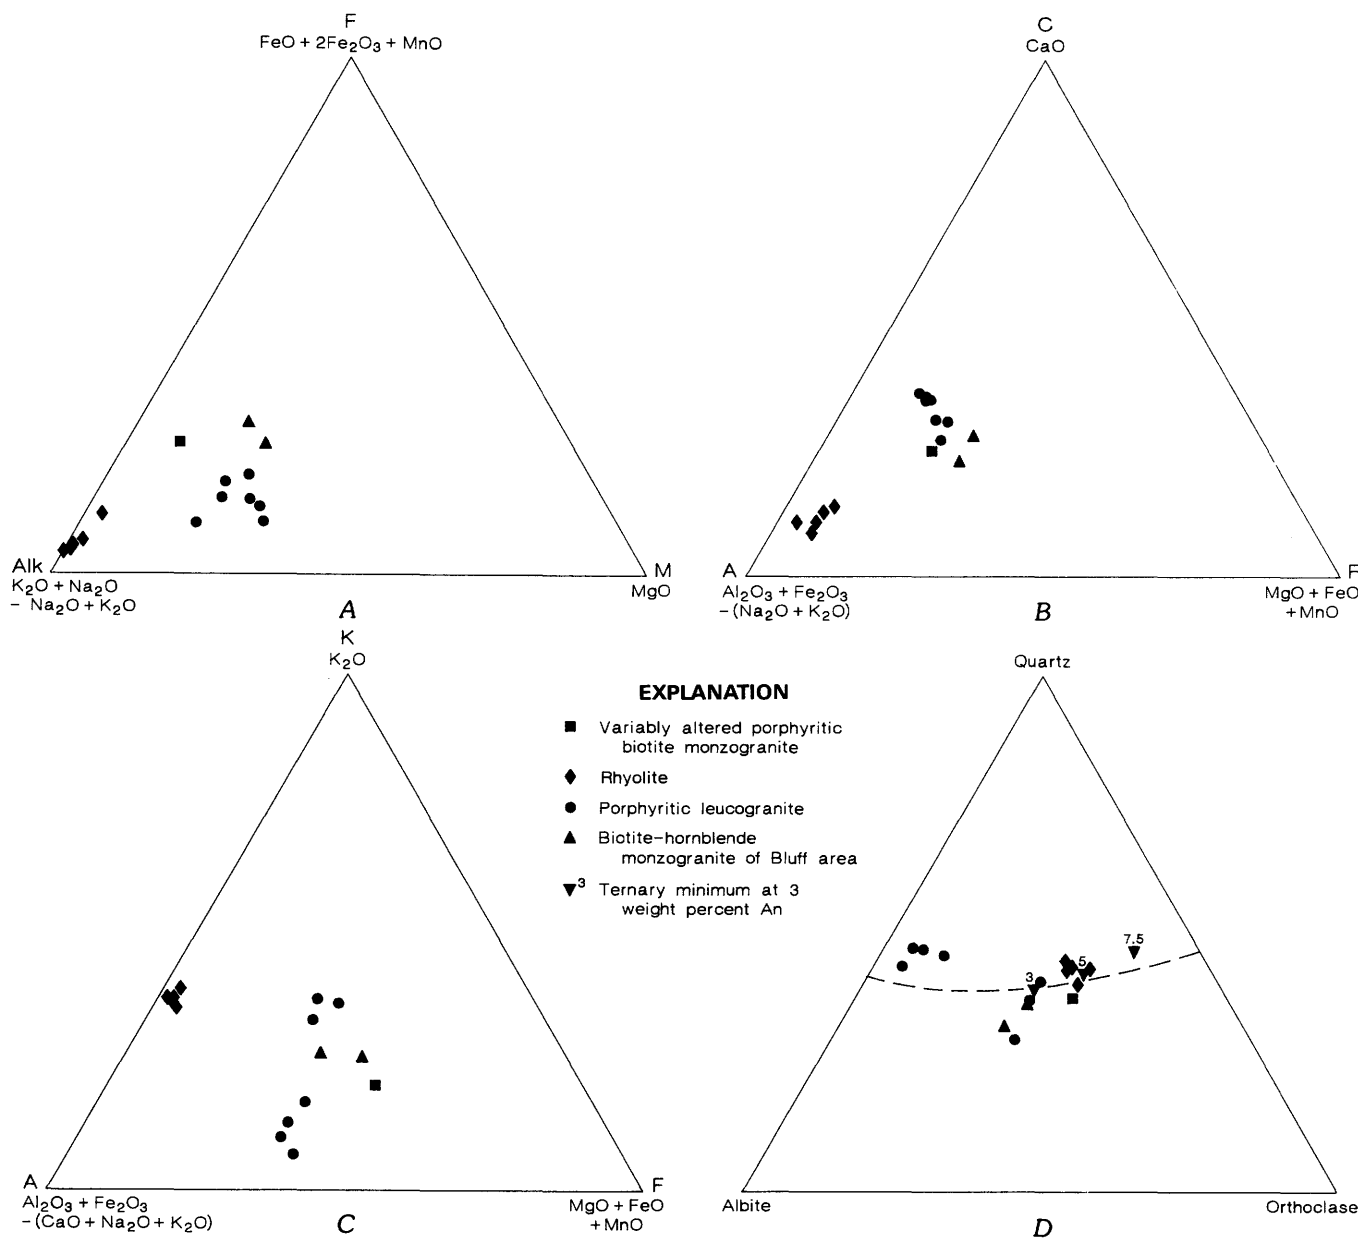 F
FeO + 2Fe₂O₃ + MnO
Alk
K₂O + Na₂O
- Na₂O + K₂O
M
MgO
A
C
CaO
A
Al₂O₃ + Fe₂O₃
-(Na₂O + K₂O)
F
MgO + FeO
+ MnO
B
K
K₂O
A
Al₂O₃ + Fe₂O₃
-(CaO + Na₂O + K₂O)
F
MgO + FeO
+ MnO
C
EXPLANATION
Variably altered porphyritic
biotite monzogranite
Rhyolite
Porphyritic leucogranite
Biotite-hornblende
monzogranite of Bluff area
3 Ternary minimum at 3
weight percent An
Quartz
7.5
5
3
Albite
Orthoclase
D